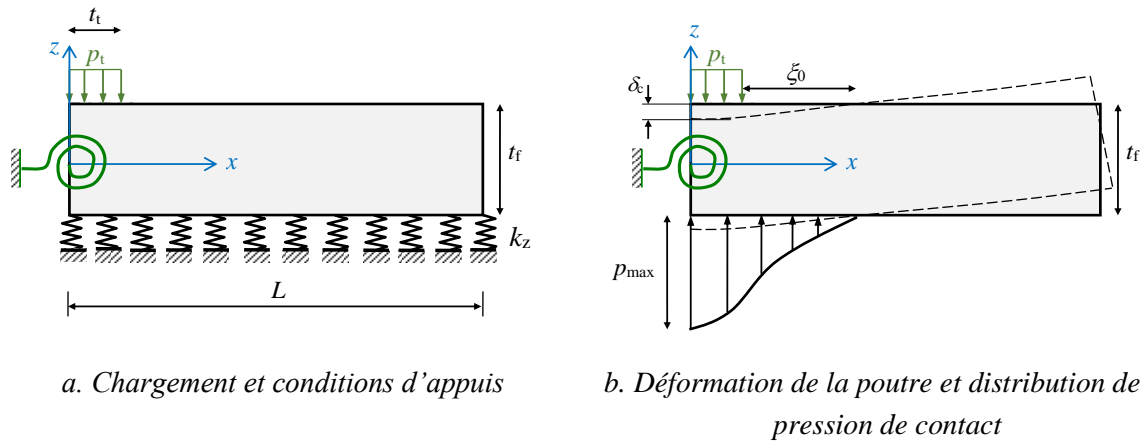 t_t
z
p_t
t_f
x
k_z
L
z
p_t
ξ_0
δ_c
t_f
x
p_max
a. Chargement et conditions d’appuis
b. Déformation de la poutre et distribution de
pression de contact